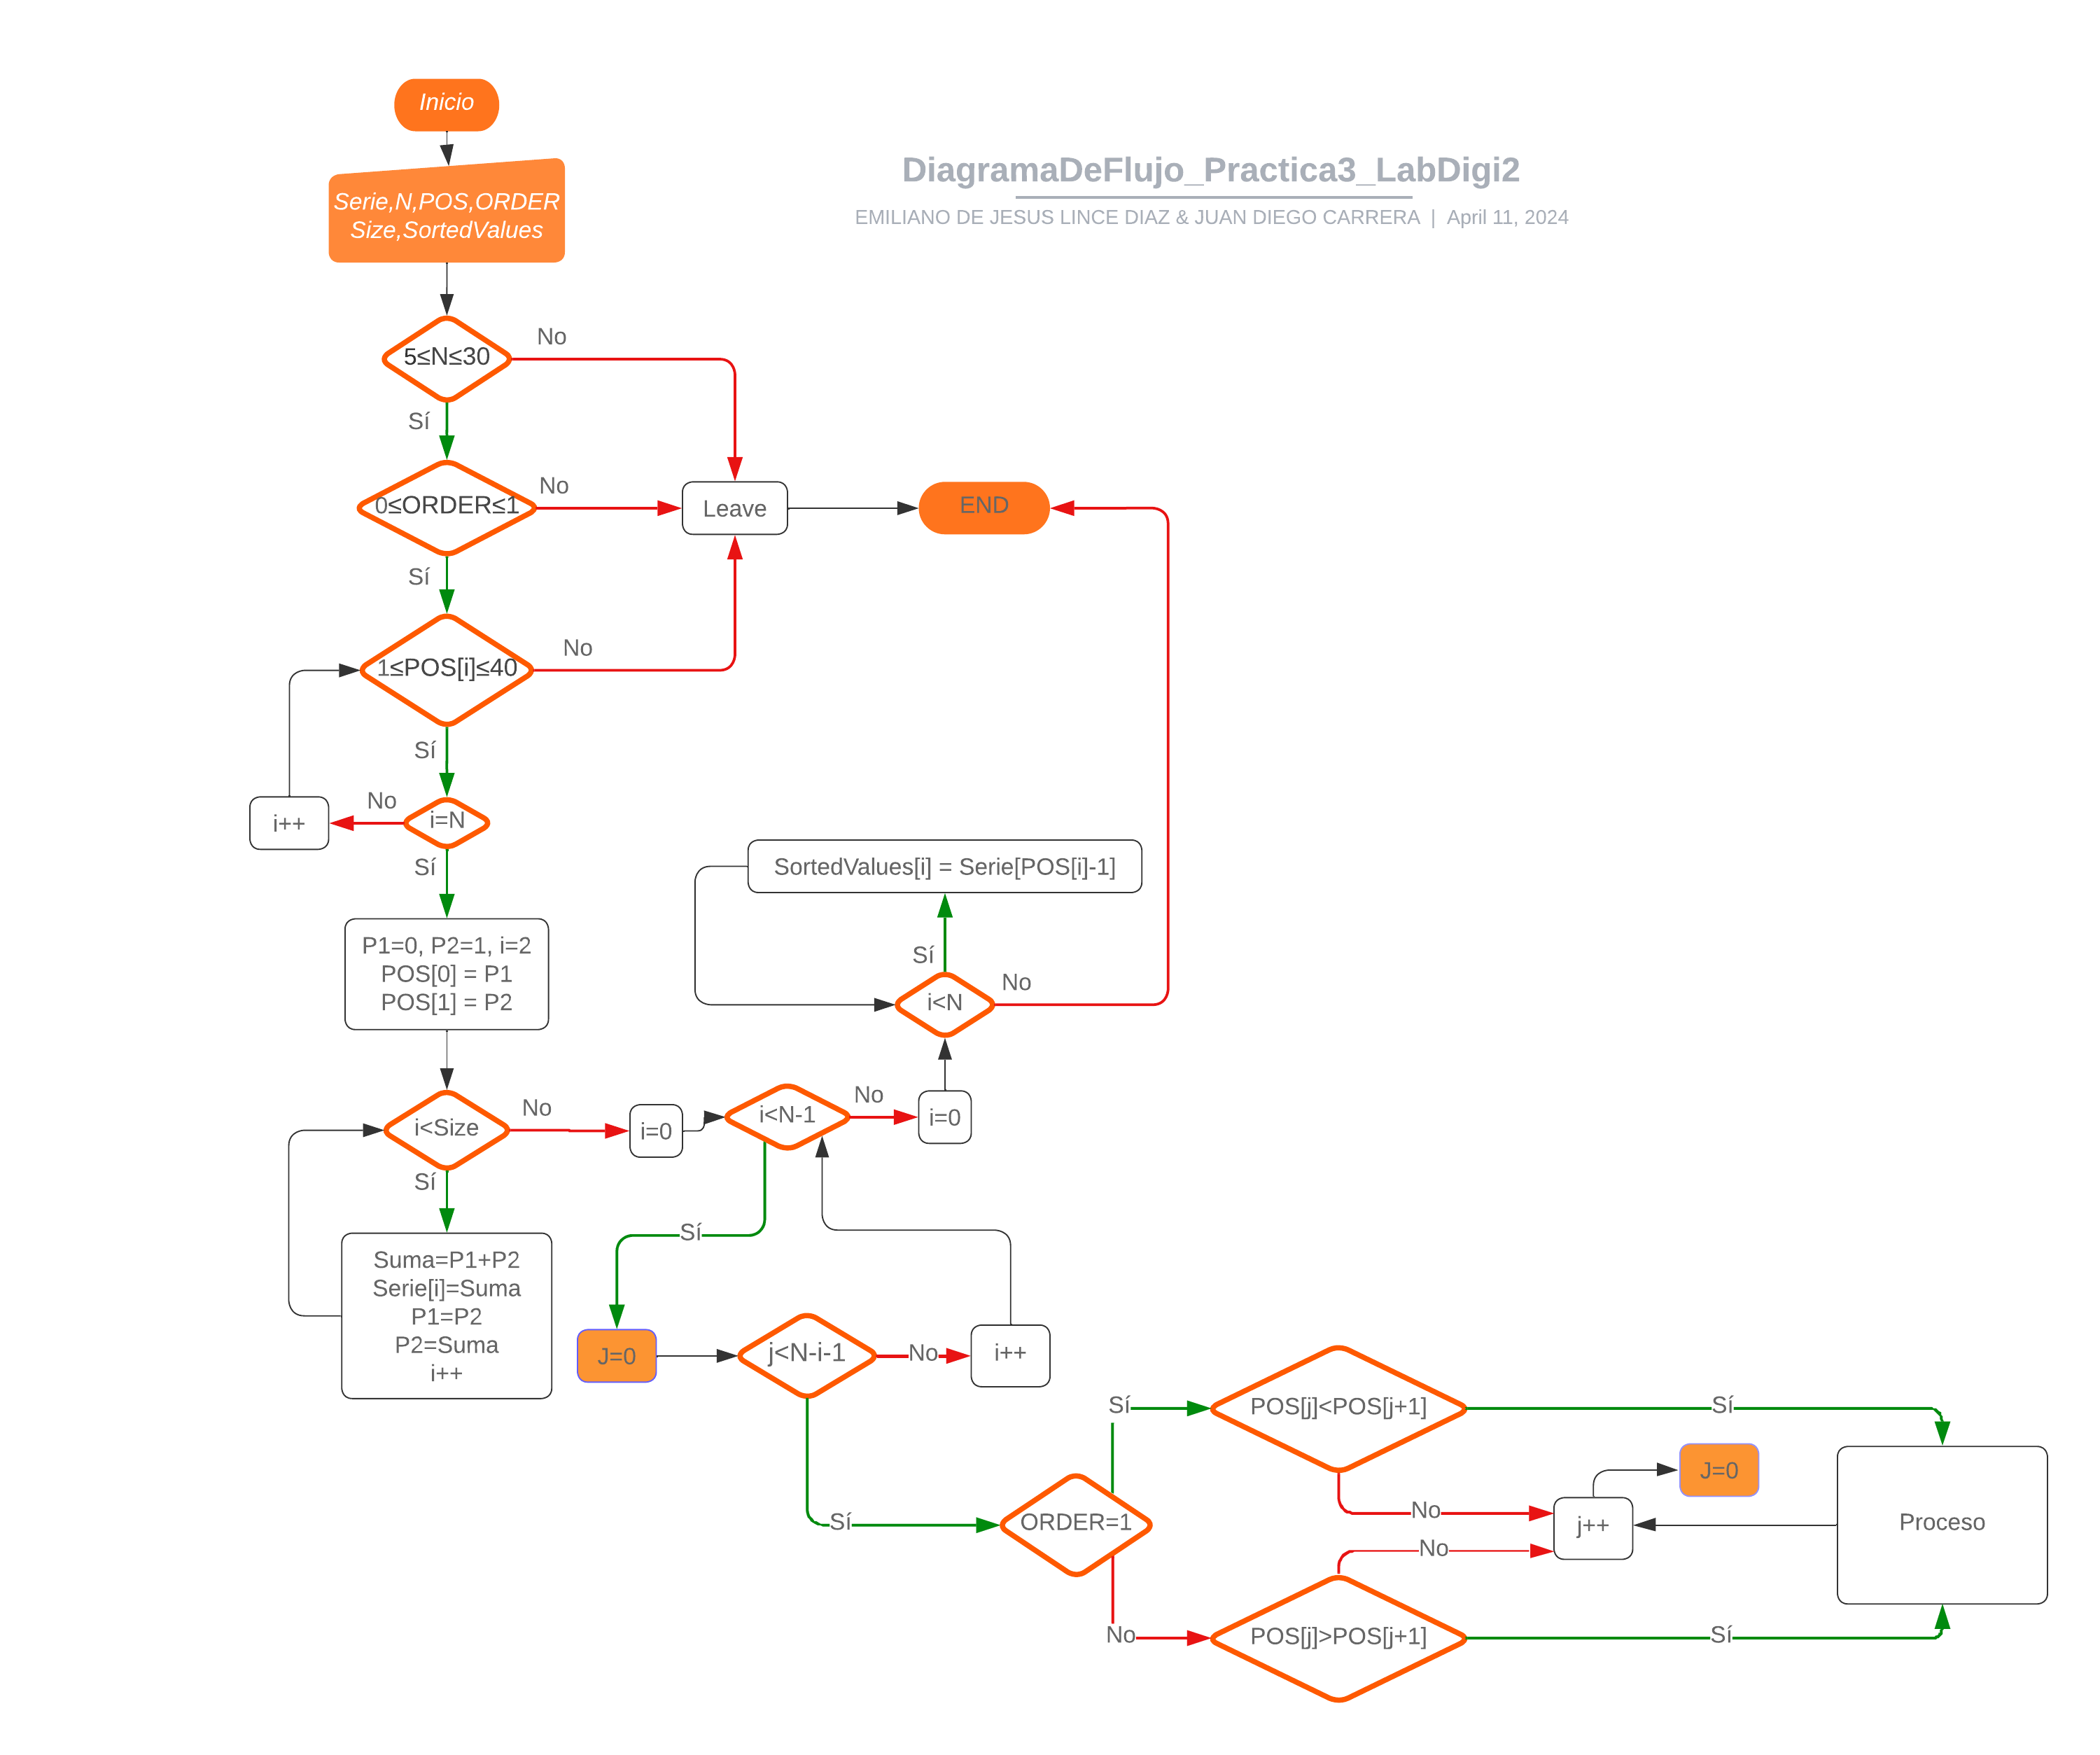 Inicio
DiagramaDeFlujo_Practica3_LabDigi2
EMILIANO DE JESUS LINCE DIAZ & JUAN DIEGO CARRERA | April 11, 2024
Serie,N,POS,ORDER
Size,SortedValues
5≤N≤30
No
Sí
0≤ORDER≤1
No
Leave
END
Sí
1≤POS[i]≤40
No
Sí
i++
No
i=N
Sí
SortedValues[i] = Serie[POS[i]-1]
P1=0, P2=1, i=2
POS[0] = P1
POS[1] = P2
Sí
i<N
No
i<Size
No
i=0
i<N-1
No
i=0
Sí
Sí
Suma=P1+P2
Serie[i]=Suma
P1=P2
P2=Suma
i++
J=0
j<N-i-1
No
i++
Sí
POS[j]<POS[j+1]
Sí
J=0
Sí
ORDER=1
No
j++
Proceso
No
No
POS[j]>POS[j+1]
Sí